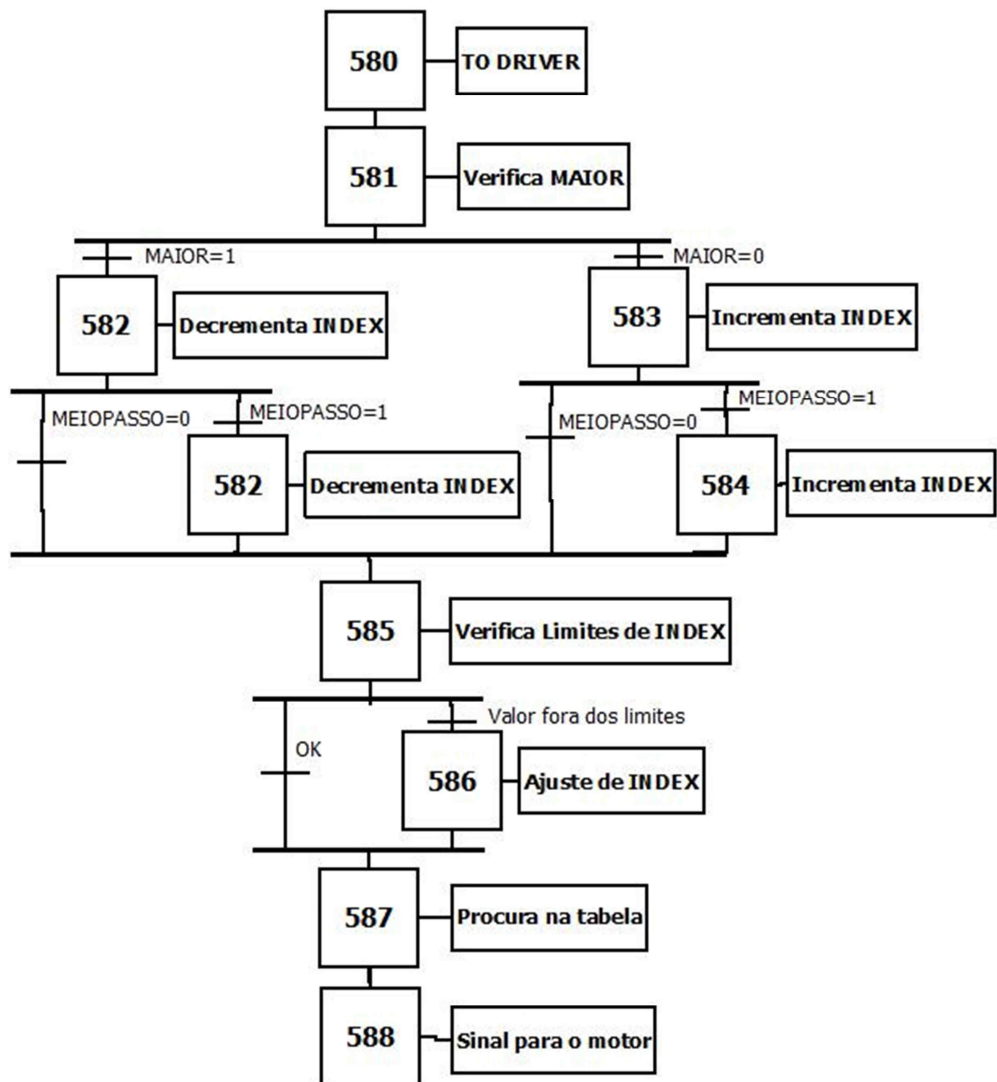 580
TO DRIVER
581
Verifica MAIOR
MAIOR=1
MAIOR=0
582
Decrementa INDEX
583
Incrementa INDEX
MEIOPASSO=0
MEIOPASSO=1
MEIOPASSO=0
MEIOPASSO=1
582
Decrementa INDEX
584
Incrementa INDEX
585
Verifica Limites de INDEX
Valor fora dos limites
OK
586
Ajuste de INDEX
587
Procura na tabela
588
Sinal para o motor